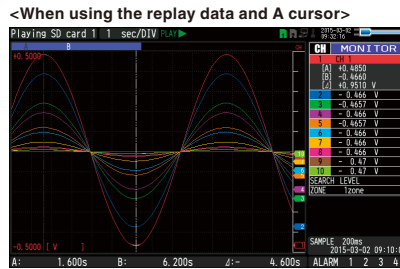 <When using the replay data and A cursor>
Playing SD card 1 1 sec/DIV PLAY 2015-03-02 09:32:16
B CH CH MONITOR
+0.5000 1 CH 1
[A] +0.4850
[B] -0.4660
[⊿] +0.9510 V
2 - 0.466 V
3 -0.4657 V
4 - 0.466 V
5 -0.4657 V
6 - 0.466 V
7 - 0.466 V
8 - 0.466 V
9 - 0.47 V
10 - 0.47 V
SEARCH LEVEL
ZONE 1zone
-0.5000 [ V ]
SAMPLE 200ms
2015-03-02 09:10:0
A: 1.600s B: 6.200s ⊿:- 4.600s ALARM 1 2 3 4